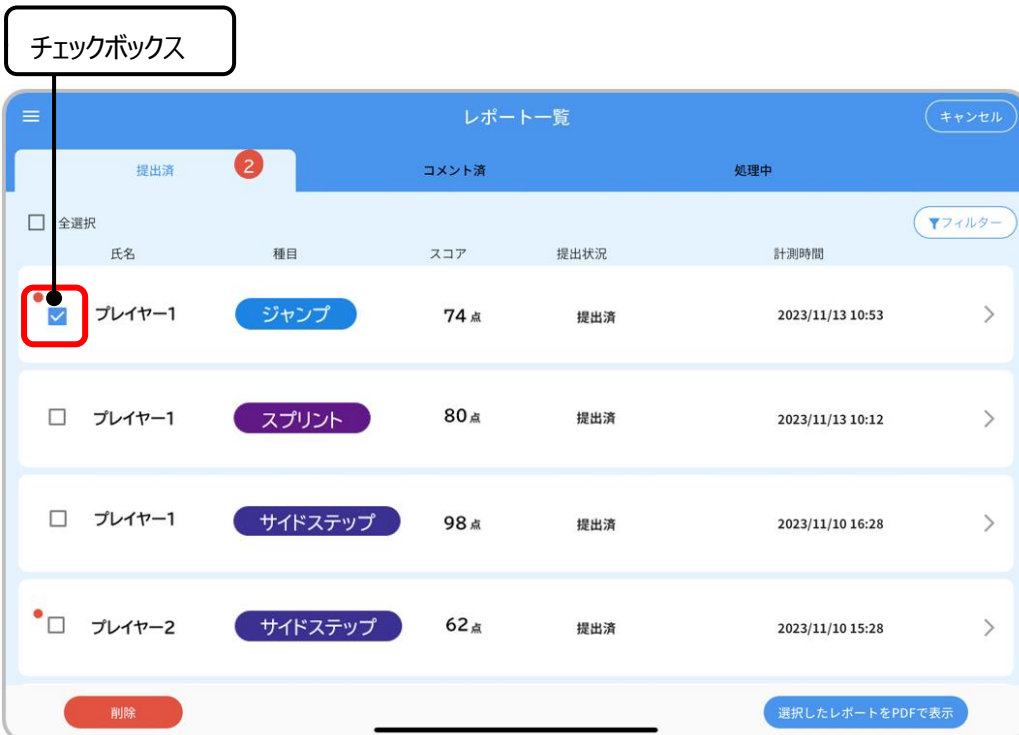 チェックボックス
レポート一覧
キャンセル
提出済
2
コメント済
処理中
全選択
フィルター
氏名 種目 スコア 提出状況 計測時間
プレイヤー1 ジャンプ 74点 提出済 2023/11/13 10:53
プレイヤー1 スプリント 80点 提出済 2023/11/13 10:12
プレイヤー1 サイドステップ 98点 提出済 2023/11/10 16:28
プレイヤー2 サイドステップ 62点 提出済 2023/11/10 15:28
削除
選択したレポートをPDFで表示